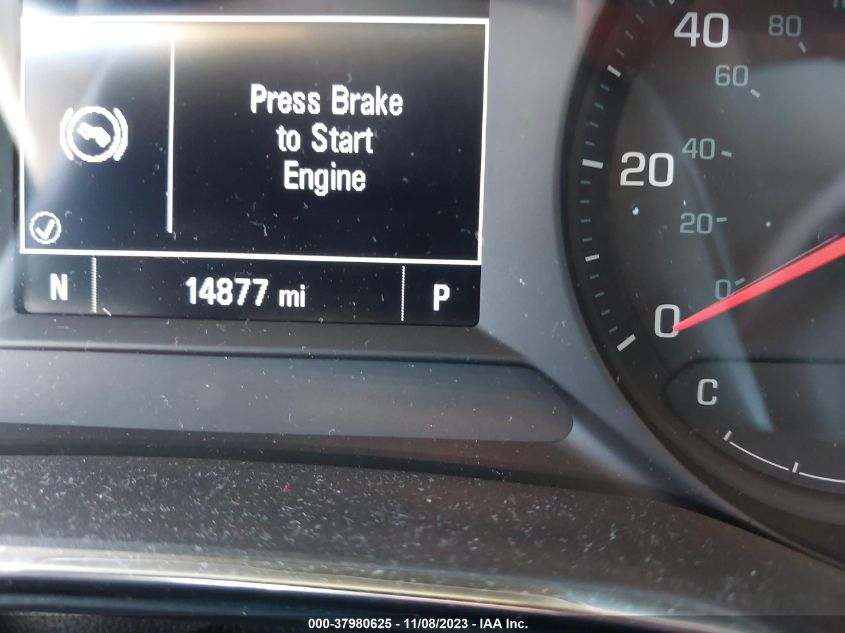 Press Brake
to Start
Engine
N 14877 mi P
40 80
60
20 40
20
0 0
C
000-37980625 - 11/08/2023 - IAA Inc.